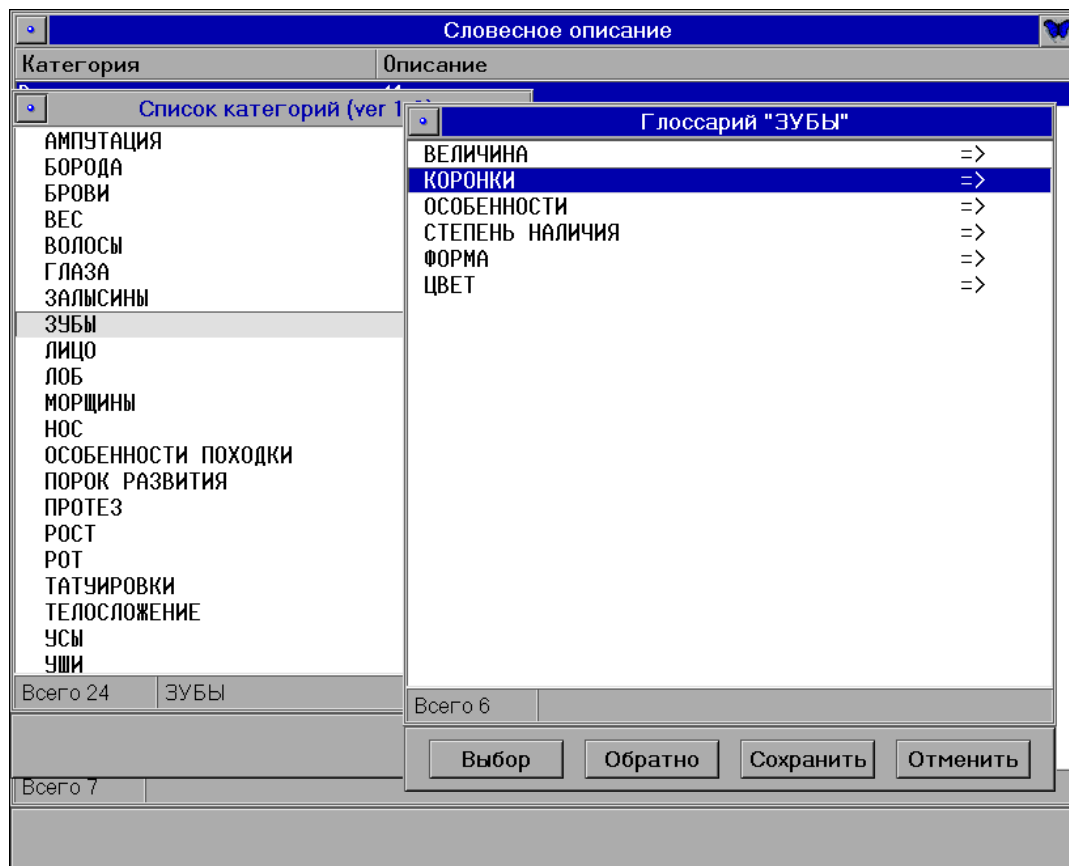 Словесное описание
Категория Описание
Список категорий (ver 1
АМПУТАЦИЯ
БОРОДА
БРОВИ
ВЕС
ВОЛОСЫ
ГЛАЗА
ЗАЛЫСИНЫ
ЗУБЫ
ЛИЦО
ЛОБ
МОРЩИНЫ
НОС
ОСОБЕННОСТИ ПОХОДКИ
ПОРОК РАЗВИТИЯ
ПРОТЕЗ
РОСТ
РОТ
ТАТУИРОВКИ
ТЕЛОСЛОЖЕНИЕ
УСЫ
УШИ
Всего 24 ЗУБЫ
Глоссарий "ЗУБЫ"
ВЕЛИЧИНА =>
КОРОНКИ =>
ОСОБЕННОСТИ =>
СТЕПЕНЬ НАЛИЧИЯ =>
ФОРМА =>
ЦВЕТ =>
Всего 6
Выбор Обратно Сохранить Отменить
Всего 7